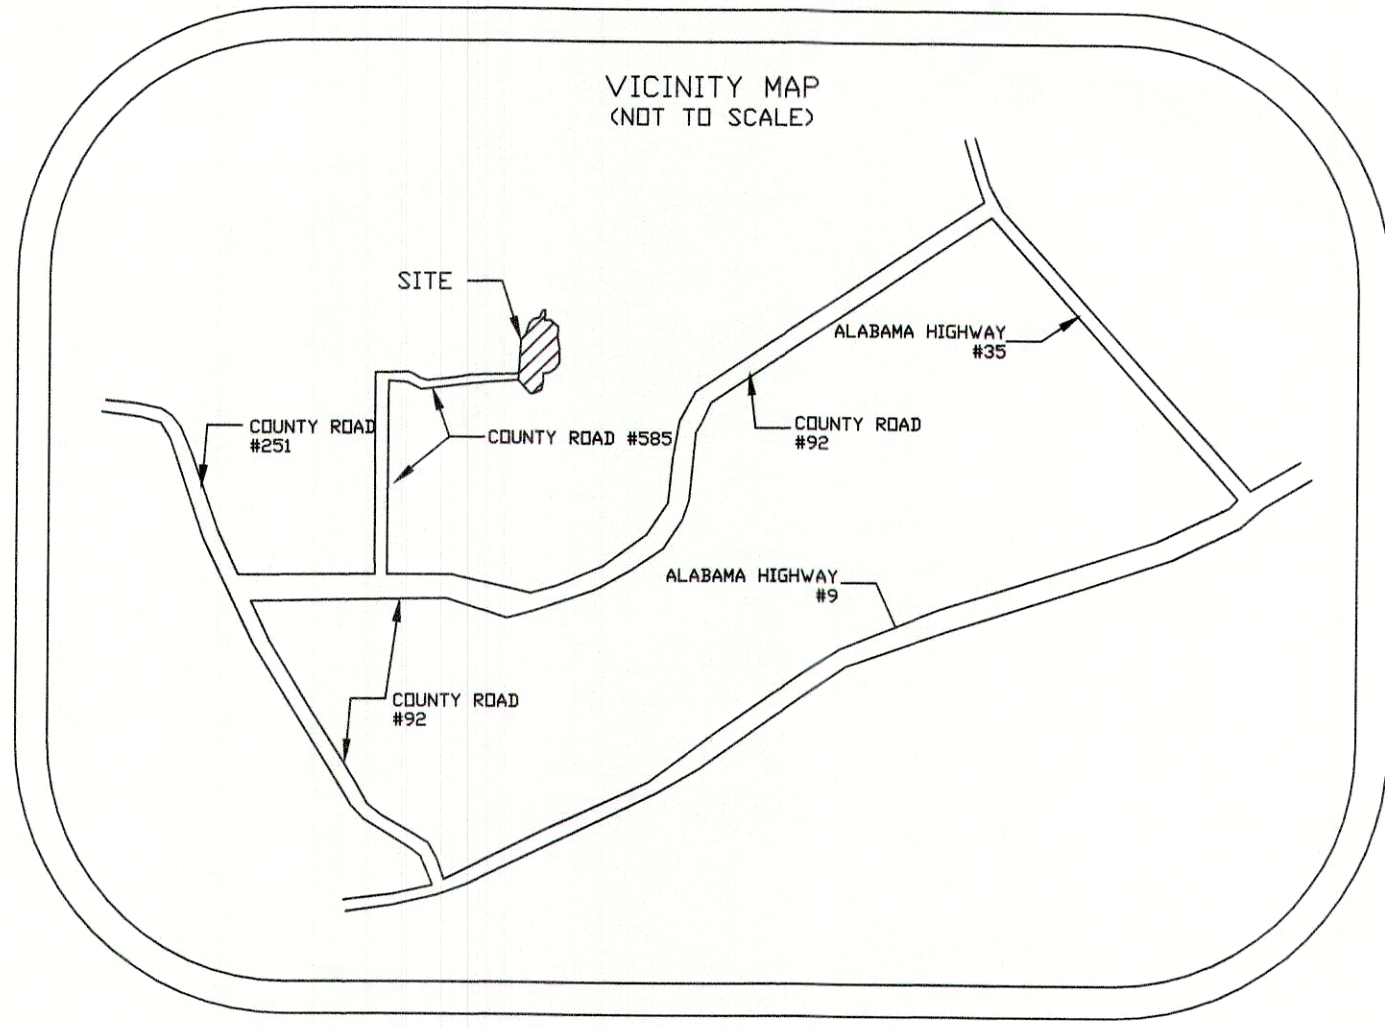 VICINITY MAP
(NOT TO SCALE)
SITE
ALABAMA HIGHWAY
#35
COUNTY ROAD
#251
COUNTY ROAD #585
COUNTY ROAD
#92
ALABAMA HIGHWAY
#9
COUNTY ROAD
#92